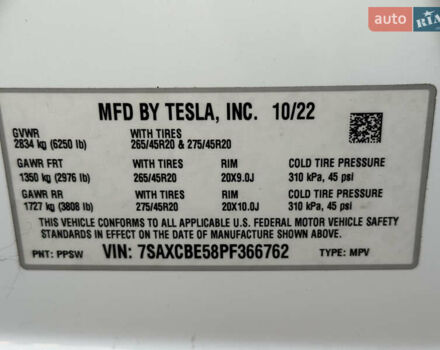 auto RIA
MFD BY TESLA, INC. 10/22
GVWR WITH TIRES
2834 kg (6250 lb) 265/45R20 & 275/45R20
GAWR FRT WITH TIRES RIM COLD TIRE PRESSURE
1350 kg (2976 lb) 265/45R20 20X9.0J 310 kPa, 45 psi
GAWR RR WITH TIRES RIM COLD TIRE PRESSURE
1727 kg (3808 lb) 275/45R20 20X10.0J 310 kPa, 45 psi
THIS VEHICLE CONFORMS TO ALL APPLICABLE
U.S. FEDERAL MOTOR VEHICLE SAFETY STANDARDS IN
EFFECT ON THE DATE OF MANUFACTURE SHOWN ABOVE.
PNT: PPSW VIN: 7SAXCBE58PF366762 TYPE: MPV